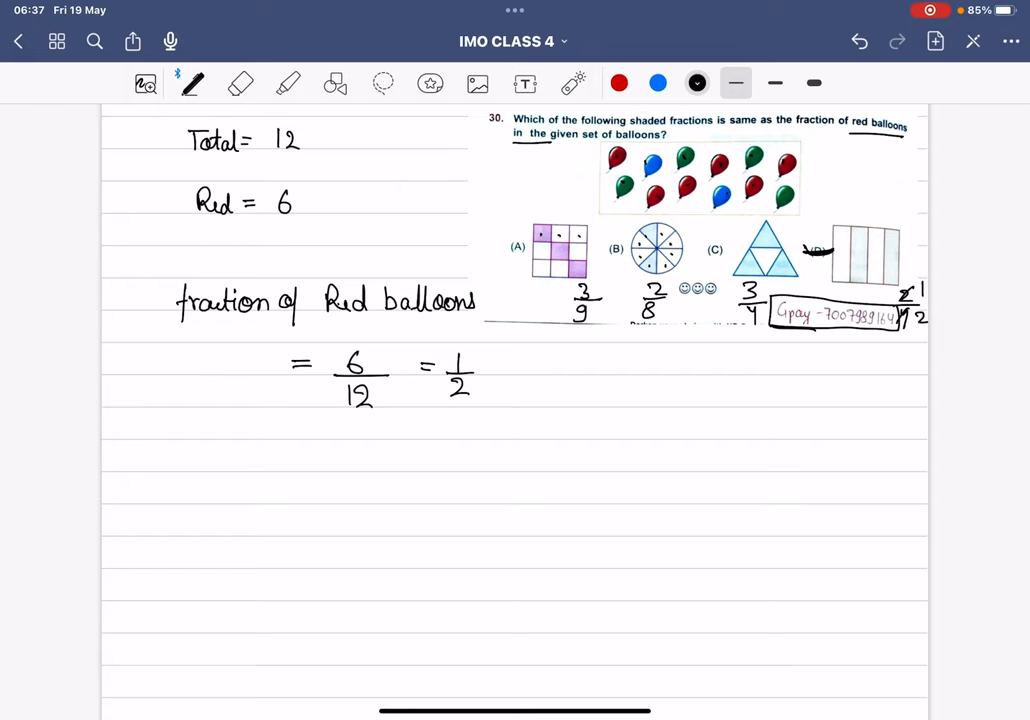 06:37 Fri 19 May
85%
IMO CLASS 4
Total = 12
Red = 6
fraction of Red balloons
= 6/12 = 1/2
30. Which of the following shaded fractions is same as the fraction of red balloons
in the given set of balloons?
(A) (B) (C) (D)
3/9 2/8 3/4 2/4 1 2
Gpay - 7007989164